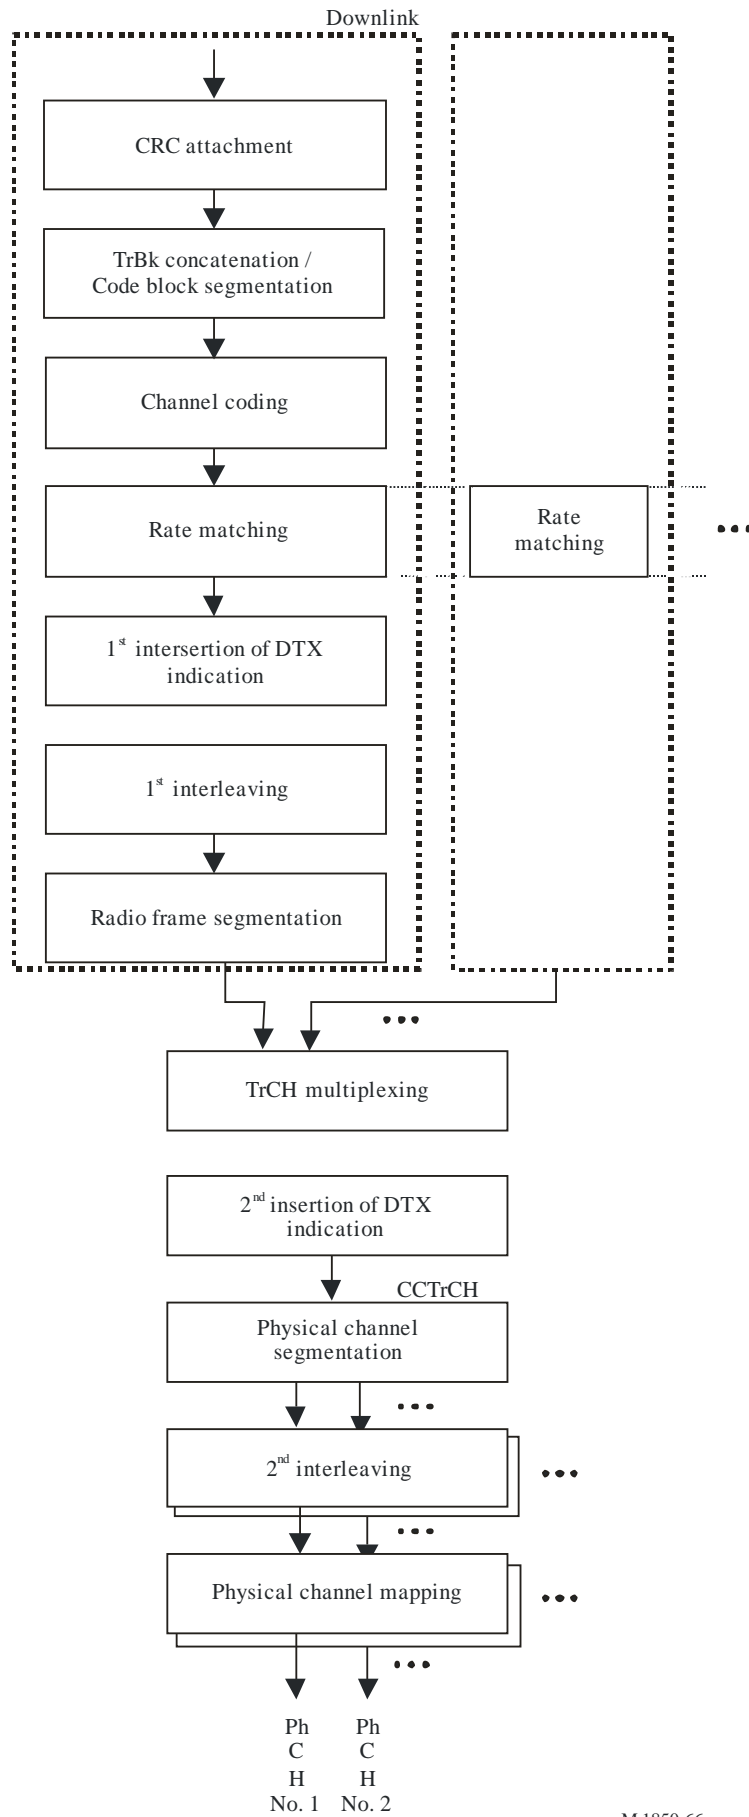 Downlink
CRC attachment
TrBk concatenation /
Code block segmentation
Channel coding
Rate matching
Rate
matching
1st intersertion of DTX
indication
1st interleaving
Radio frame segmentation
TrCH multiplexing
2nd insertion of DTX
indication
CCTrCH
Physical channel
segmentation
2nd interleaving
Physical channel mapping
Ph
C
H
No. 1
Ph
C
H
No. 2